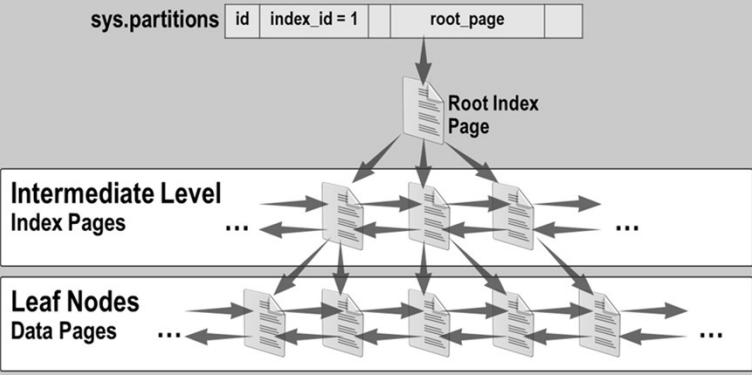 sys.partitions id index_id = 1 root_page
Root Index
Page
Intermediate Level
Index Pages
... ...
Leaf Nodes
Data Pages
... ...